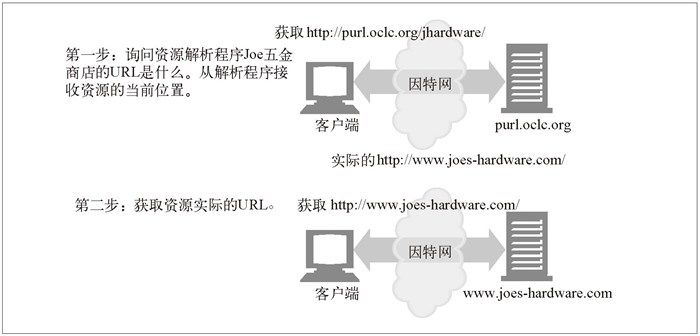 获取 http://purl.oclc.org/jhardware/
第一步：询问资源解析程序Joe五金
商店的URL是什么。从解析程序接
收资源的当前位置。
因特网
客户端
purl.oclc.org
实际的http://www.joes-hardware.com/
第二步：获取资源实际的URL。
获取 http://www.joes-hardware.com/
因特网
客户端
www.joes-hardware.com